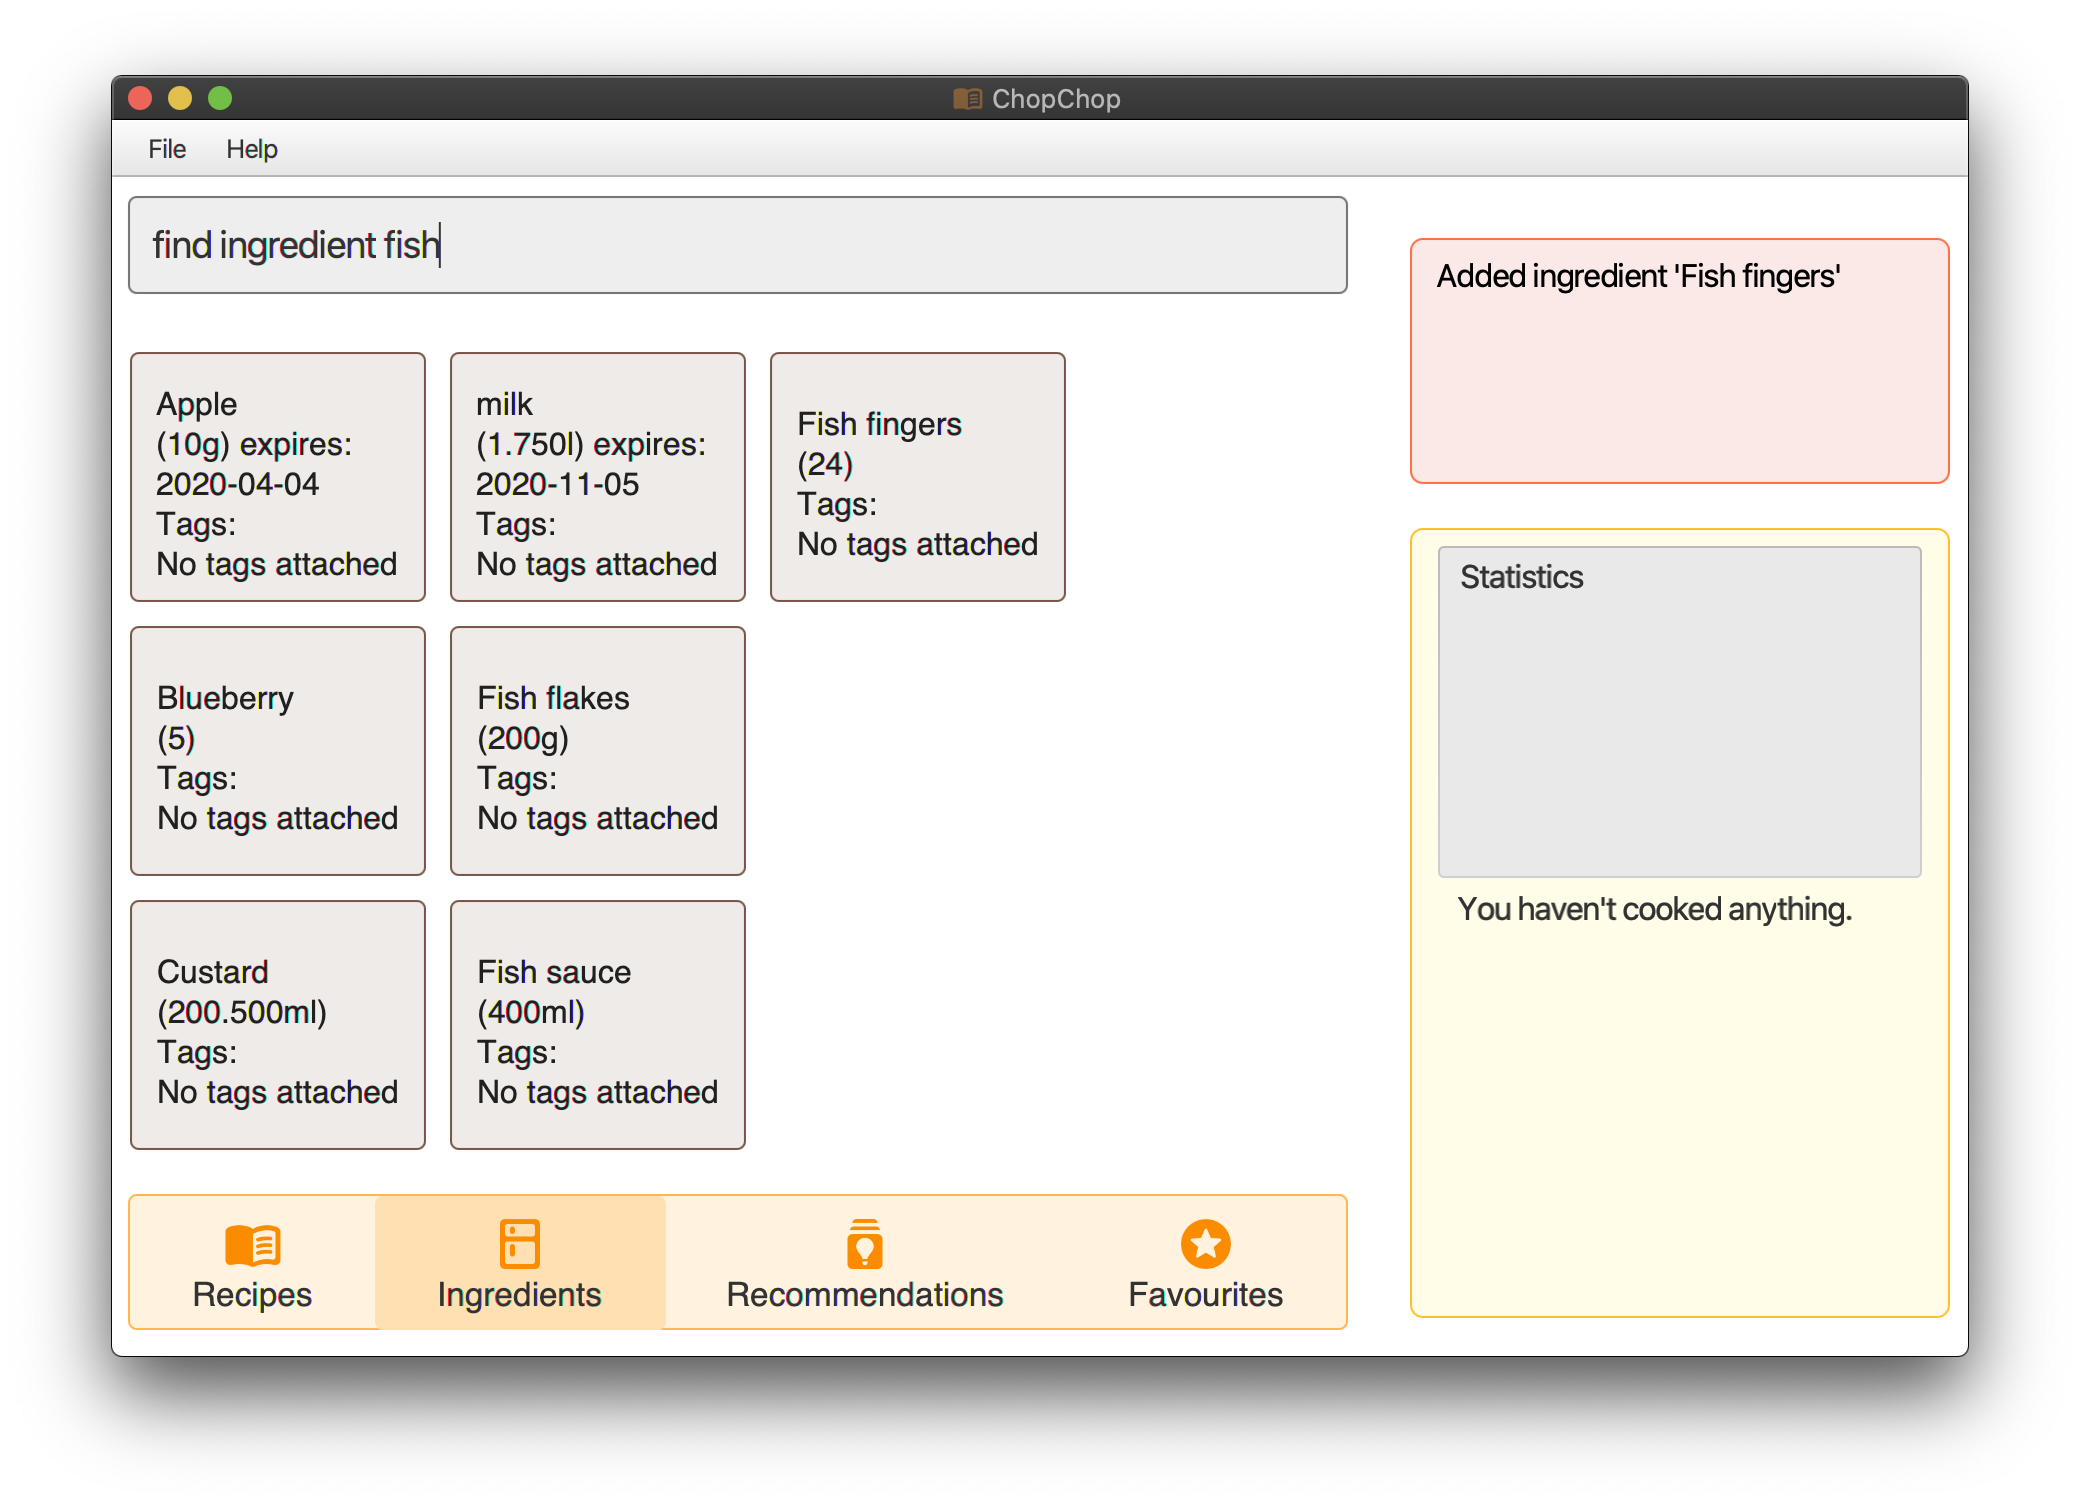 ChopChop
File Help
find ingredient fish
Added ingredient 'Fish fingers'
Apple
(10g) expires:
2020-04-04
Tags:
No tags attached
milk
(1.750l) expires:
2020-11-05
Tags:
No tags attached
Fish fingers
(24)
Tags:
No tags attached
Blueberry
(5)
Tags:
No tags attached
Fish flakes
(200g)
Tags:
No tags attached
Custard
(200.500ml)
Tags:
No tags attached
Fish sauce
(400ml)
Tags:
No tags attached
Statistics
You haven't cooked anything.
Recipes
Ingredients
Recommendations
Favourites